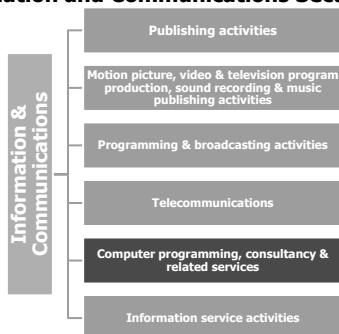 ation and Communications Sec
Information &
Communications
Publishing activities
Motion picture, video & television program
production, sound recording & music
publishing activities
Programming & broadcasting activities
Telecommunications
Computer programming, consultancy &
related services
Information service activities